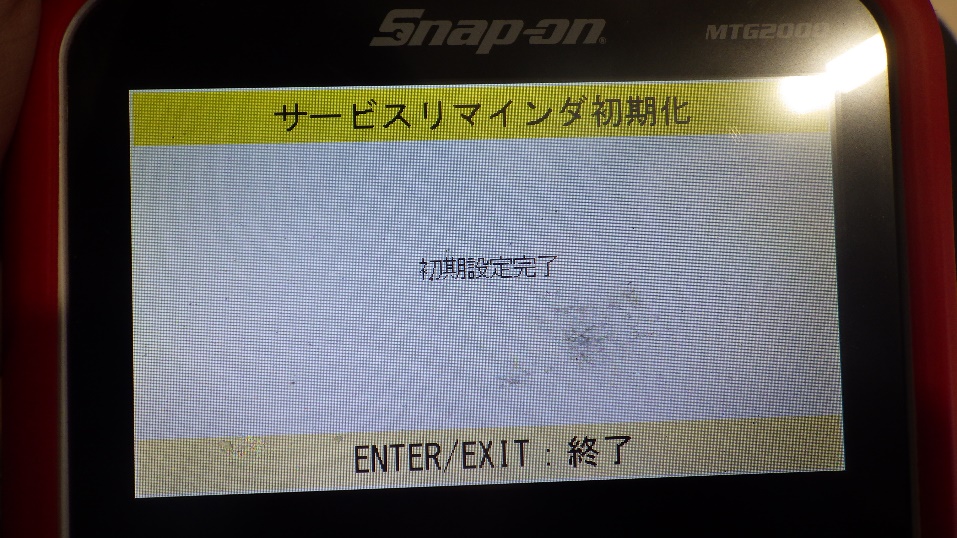 Snap-on
MTG2000
サービスリマインダ初期化
初期設定完了
ENTER/EXIT:終了